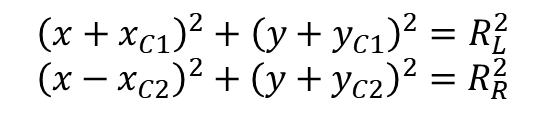 (x + x_{C1})^2 + (y + y_{C1})^2 = R_L^2
(x − x_{C2})^2 + (y + y_{C2})^2 = R_R^2